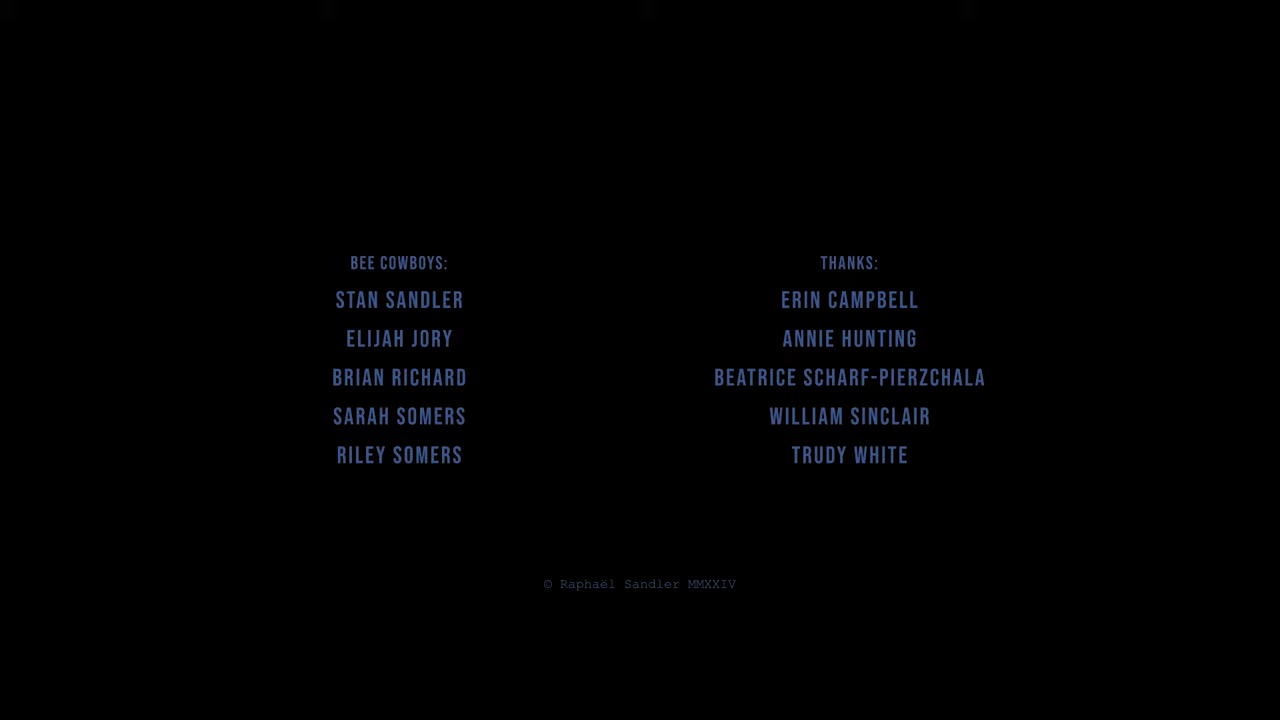 BEE COWBOYS:
STAN SANDLER
ELIJAH JORY
BRIAN RICHARD
SARAH SOMERS
RILEY SOMERS
THANKS:
ERIN CAMPBELL
ANNIE HUNTING
BEATRICE SCHARF-PIERZCHALA
WILLIAM SINCLAIR
TRUDY WHITE
© Raphaël Sandler MMXXIV